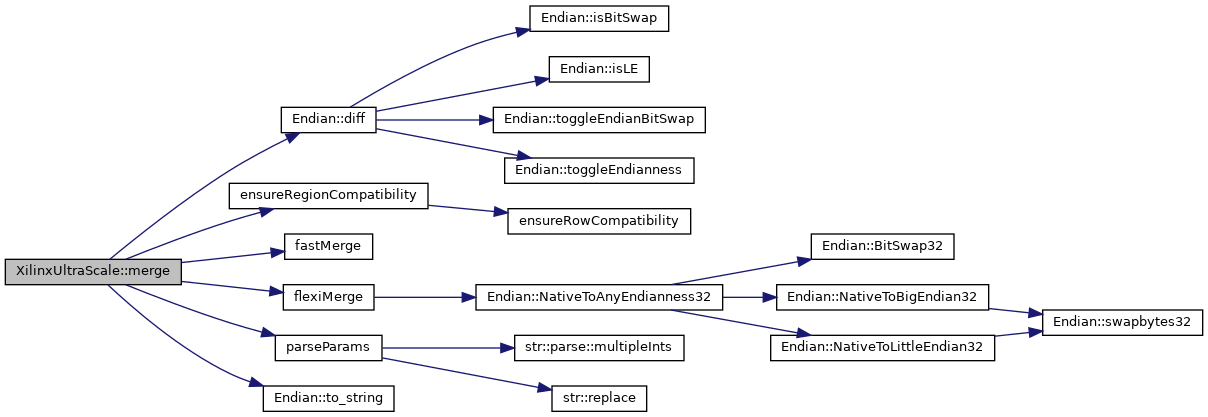 Endian::isBitSwap
Endian::isLE
Endian::diff
Endian::toggleEndianBitSwap
Endian::toggleEndianness
ensureRegionCompatibility
ensureRowCompatibility
fastMerge
Endian::BitSwap32
XilinxUltraScale::merge
flexiMerge
Endian::NativeToAnyEndianness32
Endian::NativeToBigEndian32
Endian::swapbytes32
parseParams
str::parse::multipleInts
Endian::NativeToLittleEndian32
Endian::to_string
str::replace